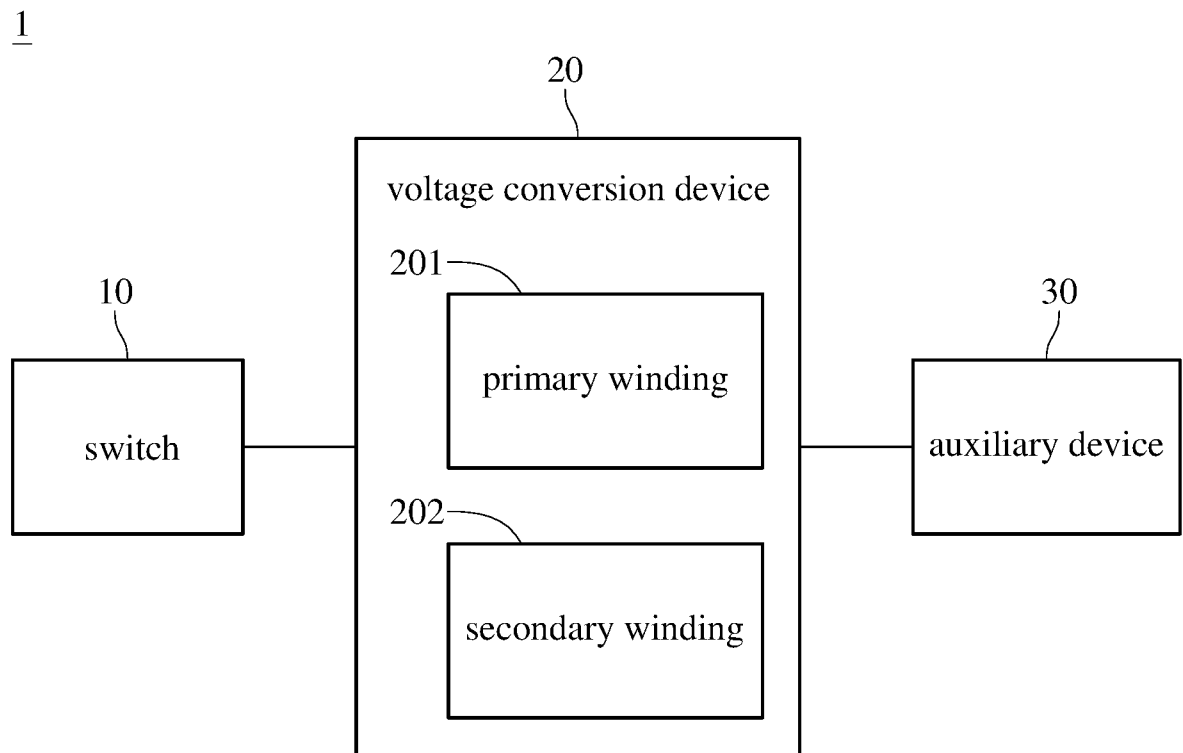 1
20
voltage conversion device
201
primary winding
10
switch
30
auxiliary device
202
secondary winding